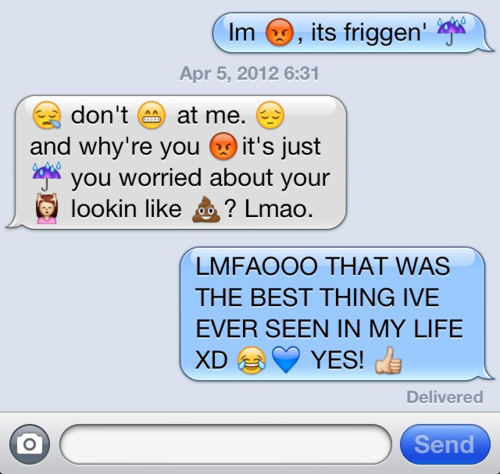 Im 😡, its friggen' ☔
Apr 5, 2012 6:31
😪 don't 😁 at me. 😔
and why're you 😡 it's just
☔ you worried about your
💆 lookin like 💩? Lmao.
LMFAOOO THAT WAS
THE BEST THING IVE
EVER SEEN IN MY LIFE
XD 😂💙 YES! 👍
Delivered
Send